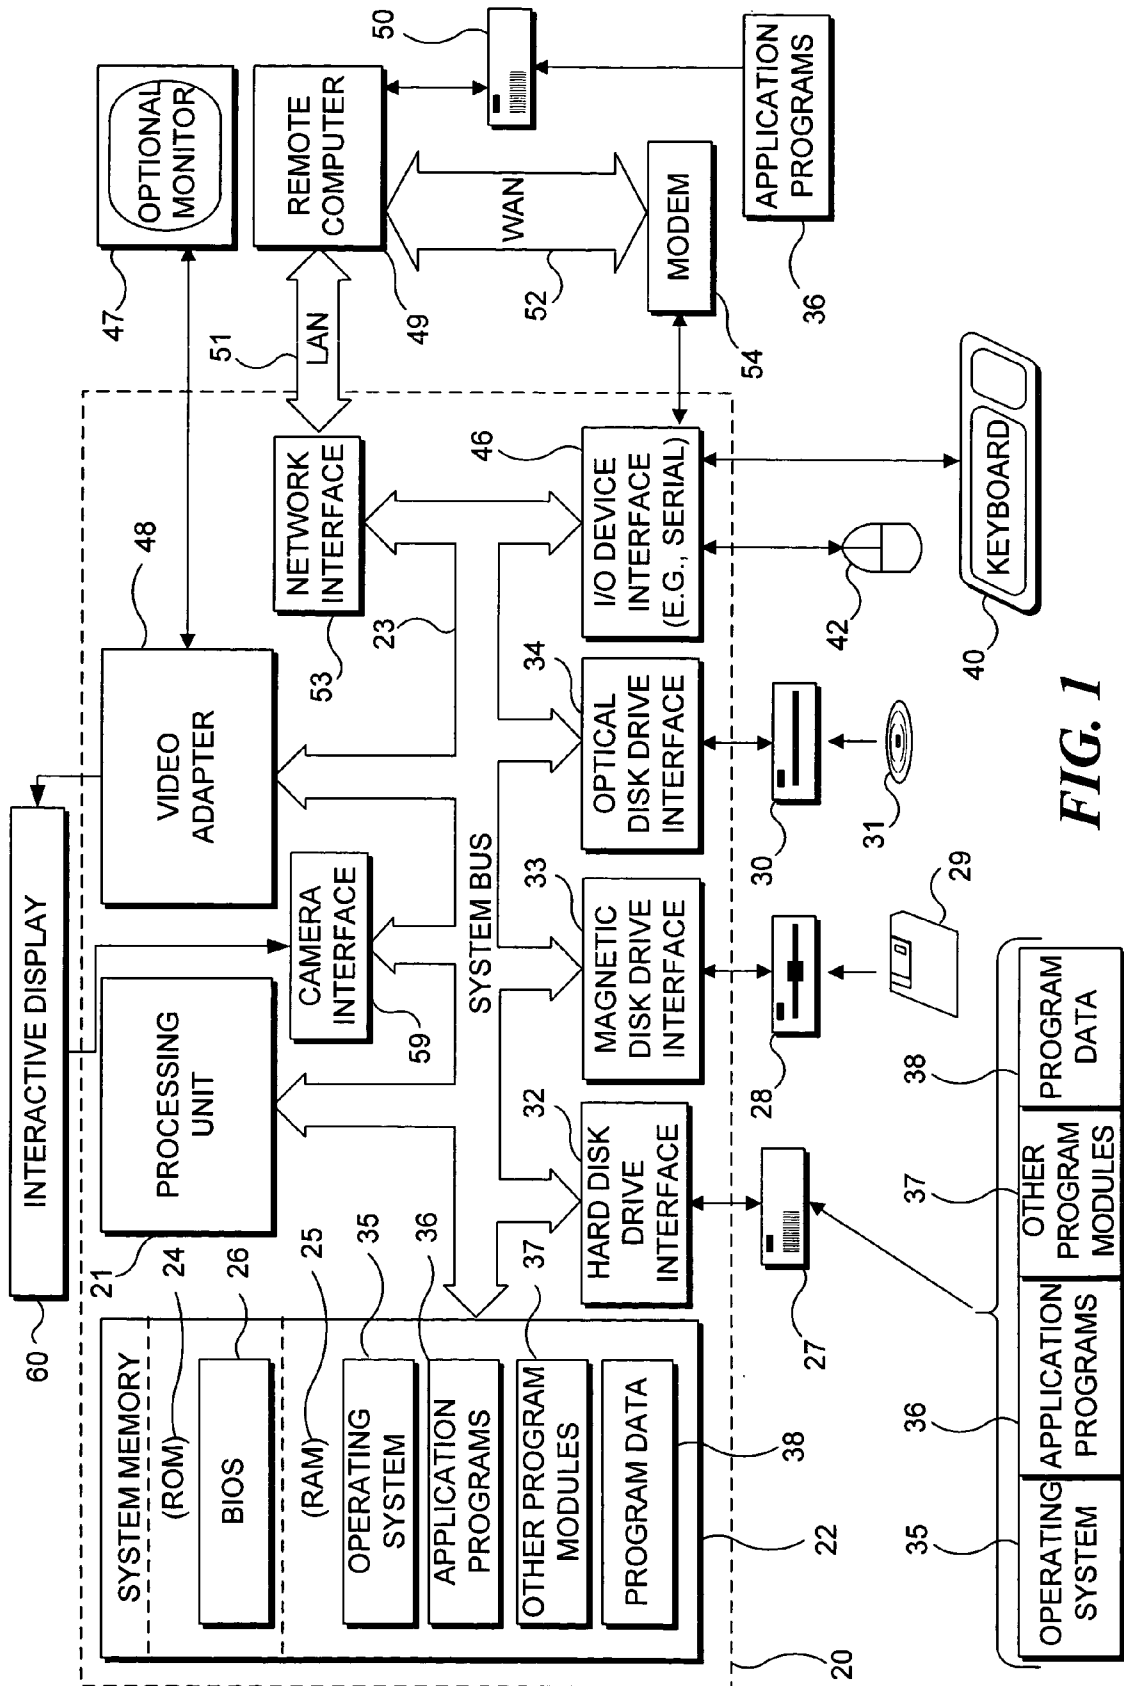 60
INTERACTIVE DISPLAY
47
OPTIONAL
MONITOR
21
PROCESSING
UNIT
VIDEO
ADAPTER
48
SYSTEM MEMORY
(ROM)
24
BIOS
26
(RAM)
25
OPERATING
SYSTEM
35
APPLICATION
PROGRAMS
36
OTHER PROGRAM
MODULES
37
PROGRAM DATA
38
22
20
59
CAMERA
INTERFACE
53
NETWORK
INTERFACE
51
LAN
REMOTE
COMPUTER
49
50
23
SYSTEM BUS
52
WAN
MODEM
54
HARD DISK
DRIVE
INTERFACE
32
MAGNETIC
DISK DRIVE
INTERFACE
33
OPTICAL
DISK DRIVE
INTERFACE
34
I/O DEVICE
INTERFACE
(E.G., SERIAL)
46
APPLICATION
PROGRAMS
36
27
28
30
29
31
42
KEYBOARD
40
35
36
37
38
OPERATING
SYSTEM
APPLICATION
PROGRAMS
OTHER
PROGRAM
MODULES
PROGRAM
DATA
FIG. 1